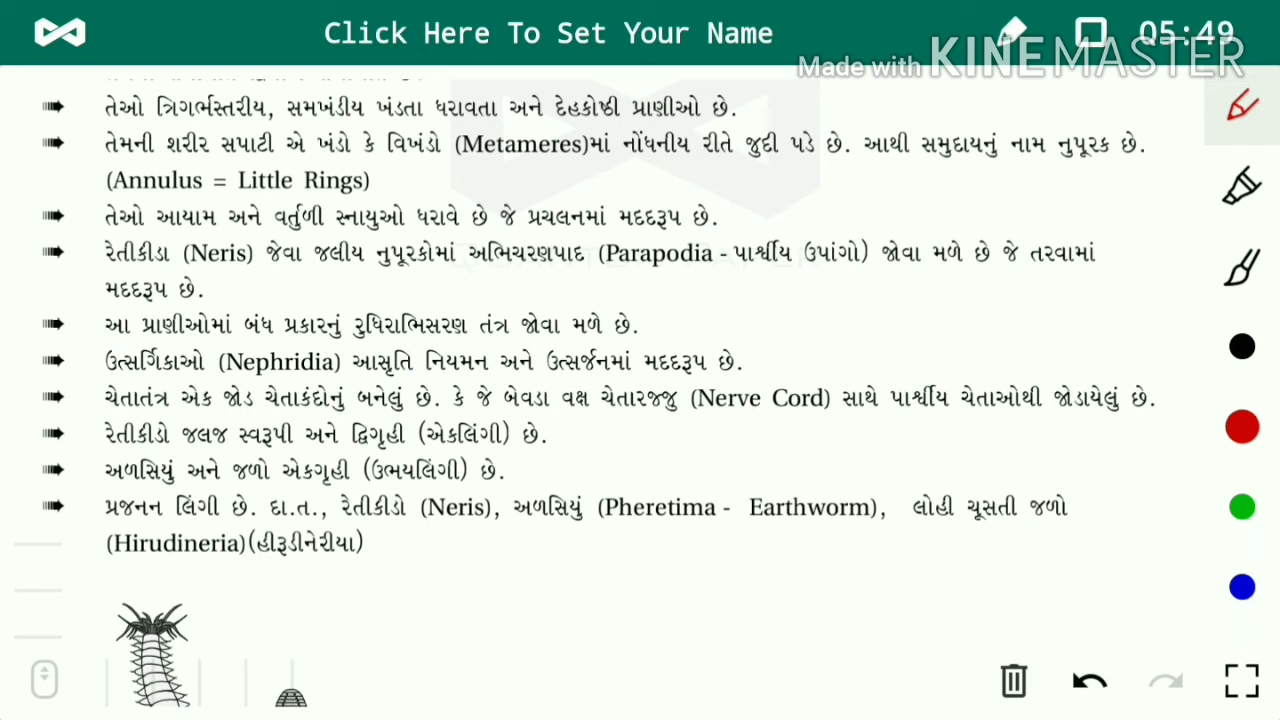 Click Here To Set Your Name
05:49
Made with KINEMASTER
તેઓ ત્રિગર્ભસ્તરીય, સમખંડીય ખંડતા ધરાવતા અને દેહકોષ્ઠી પ્રાણીઓ છે.
તેમની શરીર સપાટી એ ખંડો કે વિખંડો (Metameres)માં નોંધનીય રીતે જુદી પડે છે. આથી સમુદાયનું નામ નુપૂરક છે.
(Annulus = Little Rings)
તેઓ આયામ અને વર્તુળી સ્નાયુઓ ધરાવે છે જે પ્રચલનમાં મદદરૂપ છે.
રેતીકીડા (Neris) જેવા જલીય નુપૂરકોમાં અભિચરણપાદ (Parapodia - પાર્શ્વીય ઉપાંગો) જોવા મળે છે જે તરવામાં
મદદરૂપ છે.
આ પ્રાણીઓમાં બંધ પ્રકારનું રુધિરાભિસરણ તંત્ર જોવા મળે છે.
ઉત્સર્ગિકાઓ (Nephridia) આસૃતિ નિયમન અને ઉત્સર્જનમાં મદદરૂપ છે.
ચેતાતંત્ર એક જોડ ચેતાકંદોનું બનેલું છે. કે જે બેવડા વક્ષ ચેતારજ્જુ (Nerve Cord) સાથે પાર્શ્વીય ચેતાઓથી જોડાયેલું છે.
રેતીકીડો જલજ સ્વરૂપી અને દ્વિગૃહી (એકલિંગી) છે.
અળસિયું અને જળો એકગૃહી (ઉભયલિંગી) છે.
પ્રજનન લિંગી છે. દા.ત., રેતીકીડો (Neris), અળસિયું (Pheretima - Earthworm), લોહી ચૂસતી જળો
(Hirudineria)(હીરૂડીનેરીયા)